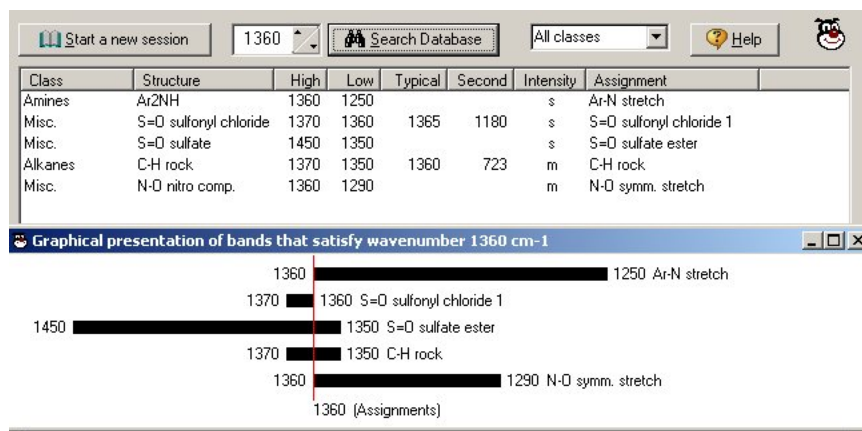 Start a new session 1360 Search Database All classes Help
Class Structure High Low Typical Second Intensity Assignment
Amines Ar2NH 1360 1250 s Ar-N stretch
Misc. S=O sulfonyl chloride 1370 1360 1365 1180 s S=O sulfonyl chloride 1
Misc. S=O sulfate 1450 1350 s S=O sulfate ester
Alkanes C-H rock 1370 1350 1360 723 m C-H rock
Misc. N-O nitro comp. 1360 1290 m N-O symm. stretch
Graphical presentation of bands that satisfy wavenumber 1360 cm-1
1360 1250 Ar-N stretch
1370 1360 S=O sulfonyl chloride 1
1450 1350 S=O sulfate ester
1370 1350 C-H rock
1360 1290 N-O symm. stretch
1360 (Assignments)